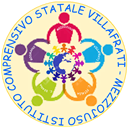 ISTITUTO COMPRENSIVO STATALE VILLAFRATI - MEZZOJUSO